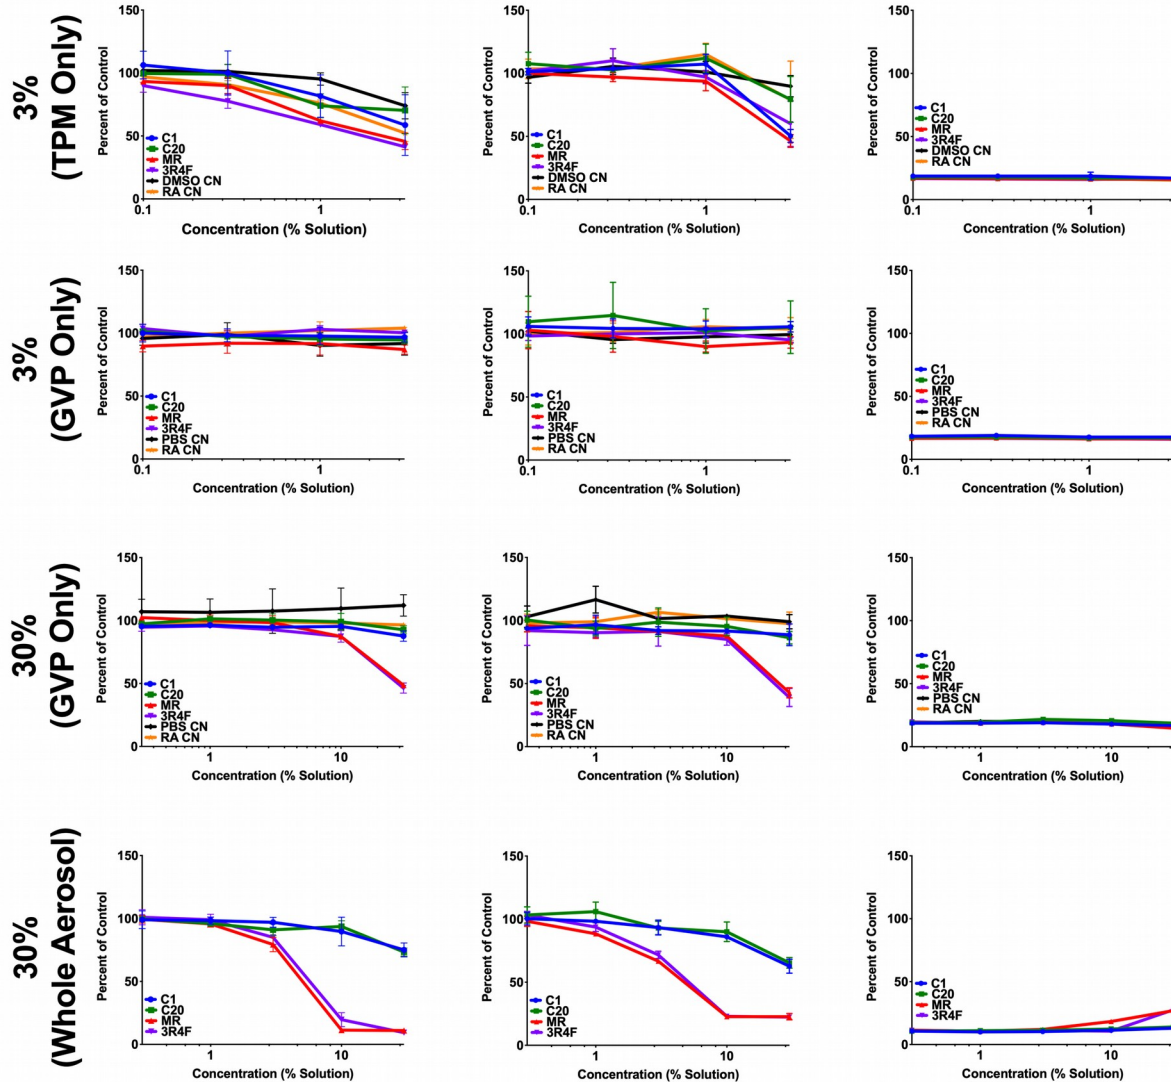 3%
(TPM Only)
Percent of Control
150
100
50
0
C1
C20
MR
3R4F
DMSO CN
RA CN
0.1
1
Concentration (% Solution)
Percent of Control
150
100
50
0
C1
C20
MR
3R4F
DMSO CN
RA CN
0.1
1
Concentration (% Solution)
Percent of Control
150
100
50
0
C1
C20
MR
3R4F
DMSO CN
RA CN
0.1
1
Concentration (% Solution)
3%
(GVP Only)
Percent of Control
150
100
50
0
C1
C20
MR
3R4F
PBS CN
RA CN
0.1
1
Concentration (% Solution)
Percent of Control
150
100
50
0
C1
C20
MR
3R4F
PBS CN
RA CN
0.1
1
Concentration (% Solution)
Percent of Control
150
100
50
0
C1
C20
MR
3R4F
PBS CN
RA CN
0.1
1
Concentration (% Solution)
30%
(GVP Only)
Percent of Control
150
100
50
0
C1
C20
MR
3R4F
PBS CN
RA CN
1
10
Concentration (% Solution)
Percent of Control
150
100
50
0
C1
C20
MR
3R4F
PBS CN
RA CN
1
10
Concentration (% Solution)
Percent of Control
150
100
50
0
C1
C20
MR
3R4F
PBS CN
RA CN
1
10
Concentration (% Solution)
30%
(Whole Aerosol)
Percent of Control
150
100
50
0
C1
C20
MR
3R4F
1
10
Concentration (% Solution)
Percent of Control
150
100
50
0
C1
C20
MR
3R4F
1
10
Concentration (% Solution)
Percent of Control
150
100
50
0
C1
C20
MR
3R4F
1
10
Concentration (% Solution)